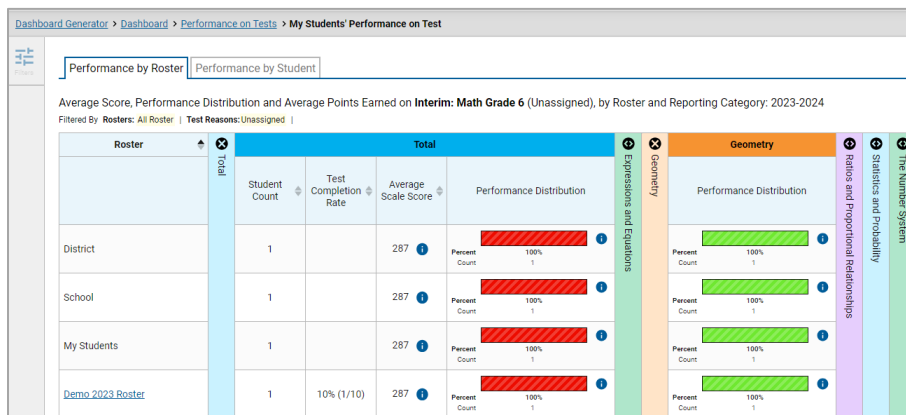 Dashboard Generator > Dashboard > Performance on Tests > My Students' Performance on Test
Filters
Performance by Roster
Performance by Student
Average Score, Performance Distribution and Average Points Earned on Interim: Math Grade 6 (Unassigned), by Roster and Reporting Category: 2023-2024
Filtered By Rosters: All Roster | Test Reasons:Unassigned |
Roster
Total
Total
Expressions and Equations
Geometry
Geometry
Ratios and Proportional Relationships
Statistics and Probability
The Number System
Student Count
Test Completion Rate
Average Scale Score
Performance Distribution
Performance Distribution
District 1 287
Percent 100%
Count 1
Percent 100%
Count 1
School 1 287
Percent 100%
Count 1
Percent 100%
Count 1
My Students 1 287
Percent 100%
Count 1
Percent 100%
Count 1
Demo 2023 Roster 1 10% (1/10) 287
Percent 100%
Count 1
Percent 100%
Count 1